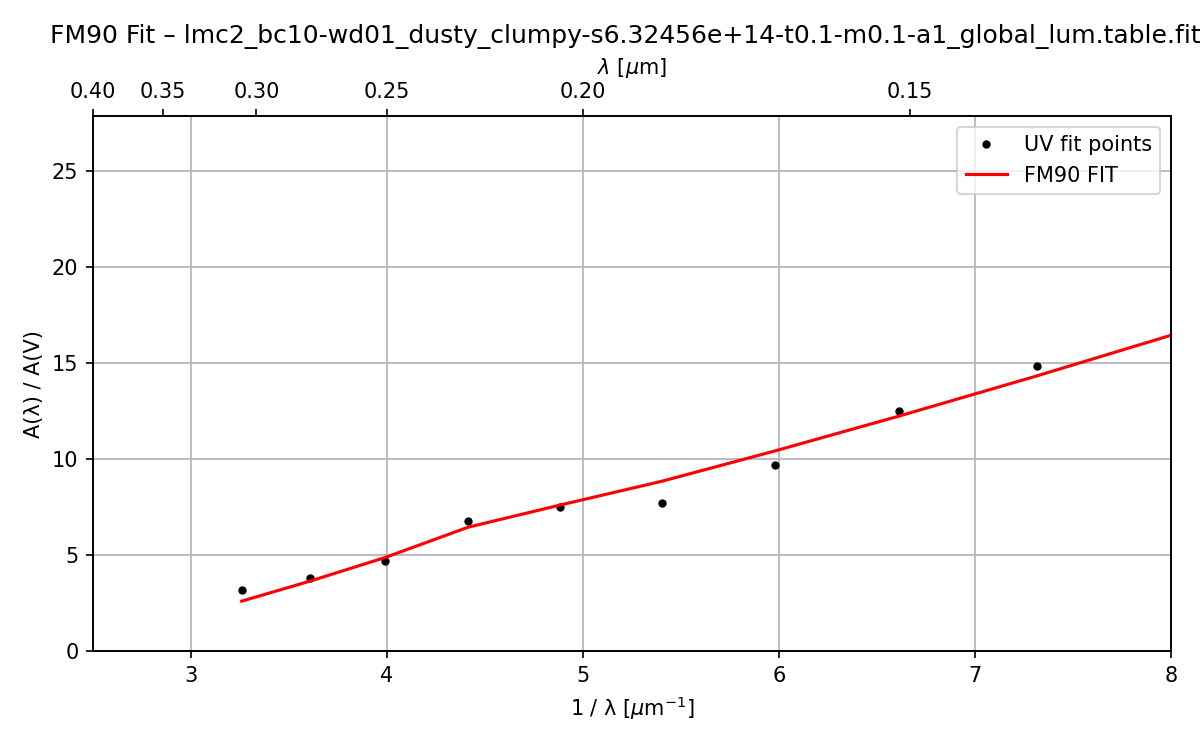 FM90 Fit – lmc2_bc10-wd01_dusty_clumpy-s6.32456e+14-t0.1-m0.1-a1_global_lum.table.fit
λ [μm]
0.40 0.35 0.30 0.25 0.20 0.15
UV fit points
FM90 FIT
25
20
15
10
5
0
A(λ) / A(V)
3 4 5 6 7 8
1 / λ [μm⁻¹]